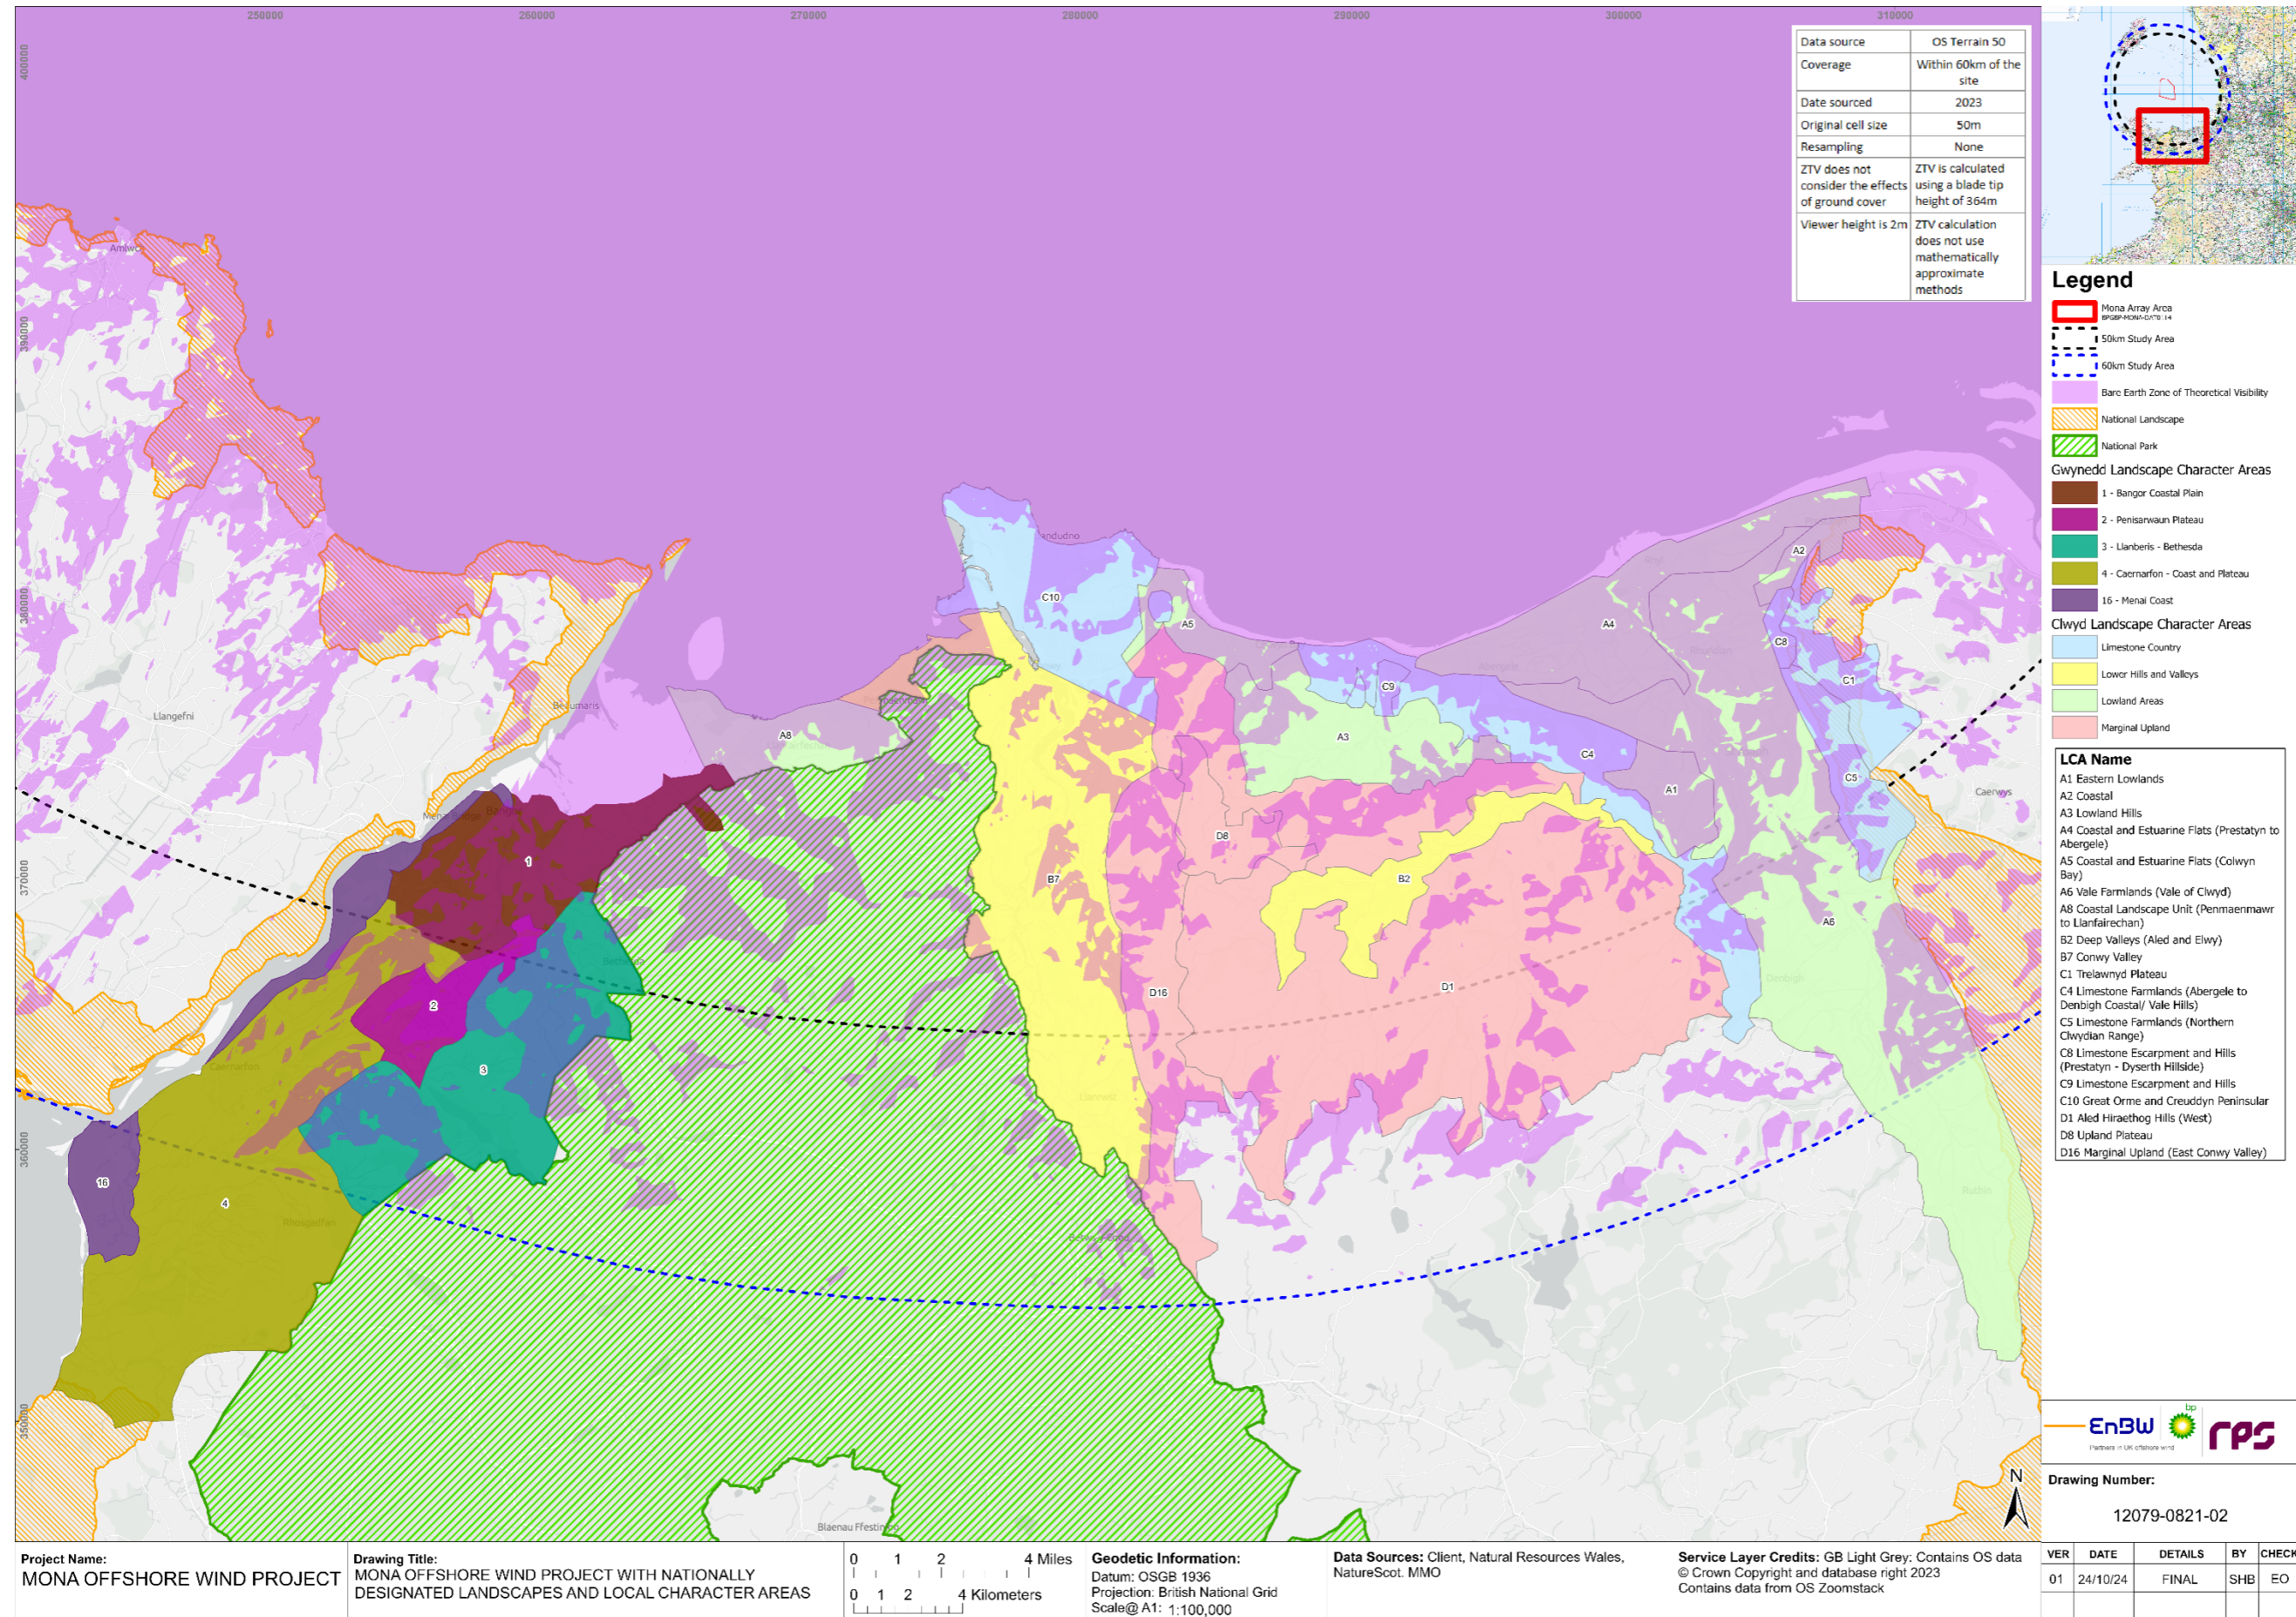 250000
260000
270000
280000
290000
300000
310000
400000
390000
380000
370000
360000
350000
Data source OS Terrain 50
Coverage Within 60km of the
site
Date sourced 2023
Original cell size 50m
Resampling None
ZTV does not
consider the effects
of ground cover
ZTV is calculated
using a blade tip
height of 364m
Viewer height is 2m
ZTV calculation
does not use
mathematically
approximate
methods
Llangefni
Beaumaris
Bangor
Bethesda
Caernarfon
Rhosgadfan
Llanrwst
Abergele
Rhuddlan
Denbigh
Ruthin
Caerwys
C10
A5
A4
A2
C8
C1
C9
A3
C4
A1
C5
A8
D8
B7
B2
A6
D16
D1
1
2
3
4
16
Legend
Mona Array Area
50km Study Area
60km Study Area
Bare Earth Zone of Theoretical Visibility
National Landscape
National Park
Gwynedd Landscape Character Areas
1 - Bangor Coastal Plain
2 - Penisarwaun Plateau
3 - Llanberis - Bethesda
4 - Caernarfon - Coast and Plateau
16 - Menai Coast
Clwyd Landscape Character Areas
Limestone Country
Lower Hills and Valleys
Lowland Areas
Marginal Upland
LCA Name
A1 Eastern Lowlands
A2 Coastal
A3 Lowland Hills
A4 Coastal and Estuarine Flats (Prestatyn to
Abergele)
A5 Coastal and Estuarine Flats (Colwyn
Bay)
A6 Vale Farmlands (Vale of Clwyd)
A8 Coastal Landscape Unit (Penmaenmawr
to Llanfairechan)
B2 Deep Valleys (Aled and Elwy)
B7 Conwy Valley
C1 Trelawnyd Plateau
C4 Limestone Farmlands (Abergele to
Denbigh Coastal/ Vale Hills)
C5 Limestone Farmlands (Northern
Clwydian Range)
C8 Limestone Escarpment and Hills
(Prestatyn - Dyserth Hillside)
C9 Limestone Escarpment and Hills
C10 Great Orme and Creuddyn Peninsular
D1 Aled Hiraethog Hills (West)
D8 Upland Plateau
D16 Marginal Upland (East Conwy Valley)
EnBW
bp
rps
Partners in UK offshore wind
N
Drawing Number:
12079-0821-02
VER DATE DETAILS BY CHECK
01 24/10/24 FINAL SHB EO
Project Name:
MONA OFFSHORE WIND PROJECT
Drawing Title:
MONA OFFSHORE WIND PROJECT WITH NATIONALLY
DESIGNATED LANDSCAPES AND LOCAL CHARACTER AREAS
0 1 2 4 Miles
0 1 2 4 Kilometers
Geodetic Information:
Datum: OSGB 1936
Projection: British National Grid
Scale@ A1: 1:100,000
Data Sources: Client, Natural Resources Wales,
NatureScot. MMO
Service Layer Credits: GB Light Grey: Contains OS data
© Crown Copyright and database right 2023
Contains data from OS Zoomstack